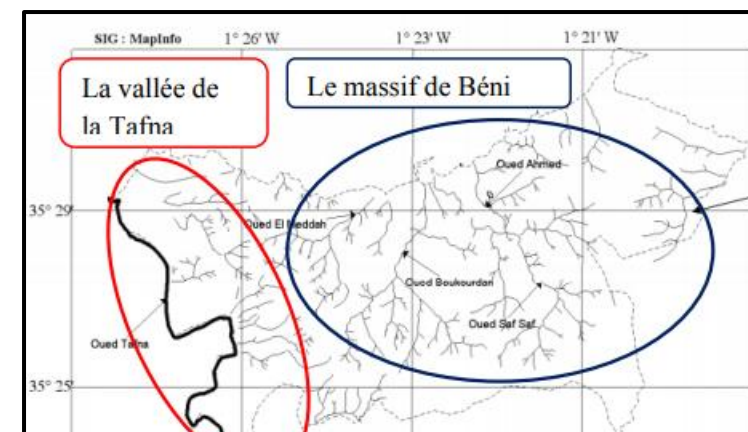 SIG : MapInfo
1° 26' W
1° 23' W
1° 21' W
La vallée de
la Tafna
Le massif de Béni
Oued Ahmed
35° 29'
Oued El Meddah
Oued Boukourdan
Oued Saf Saf
Oued Tafna
35° 25'